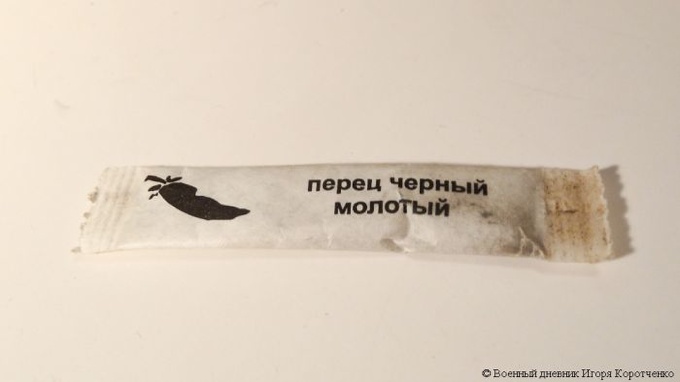 перец черный
молотый
© Военный дневник Игоря Коротченко